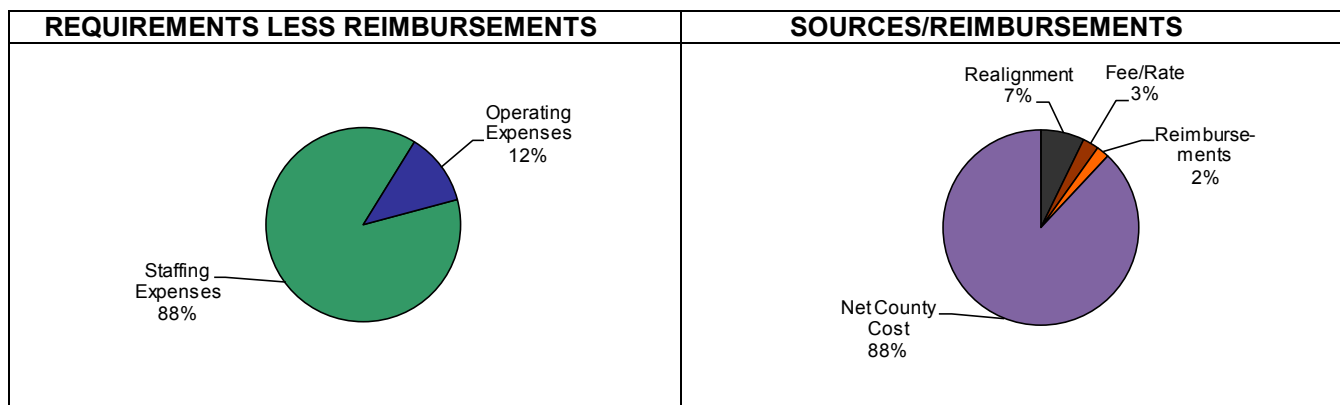 REQUIREMENTS LESS REIMBURSEMENTS
Operating
Expenses
12%
Staffing
Expenses
88%
SOURCES/REIMBURSEMENTS
Realignment
7%
Fee/Rate
3%
Reimburse-
ments
2%
Net County
Cost
88%